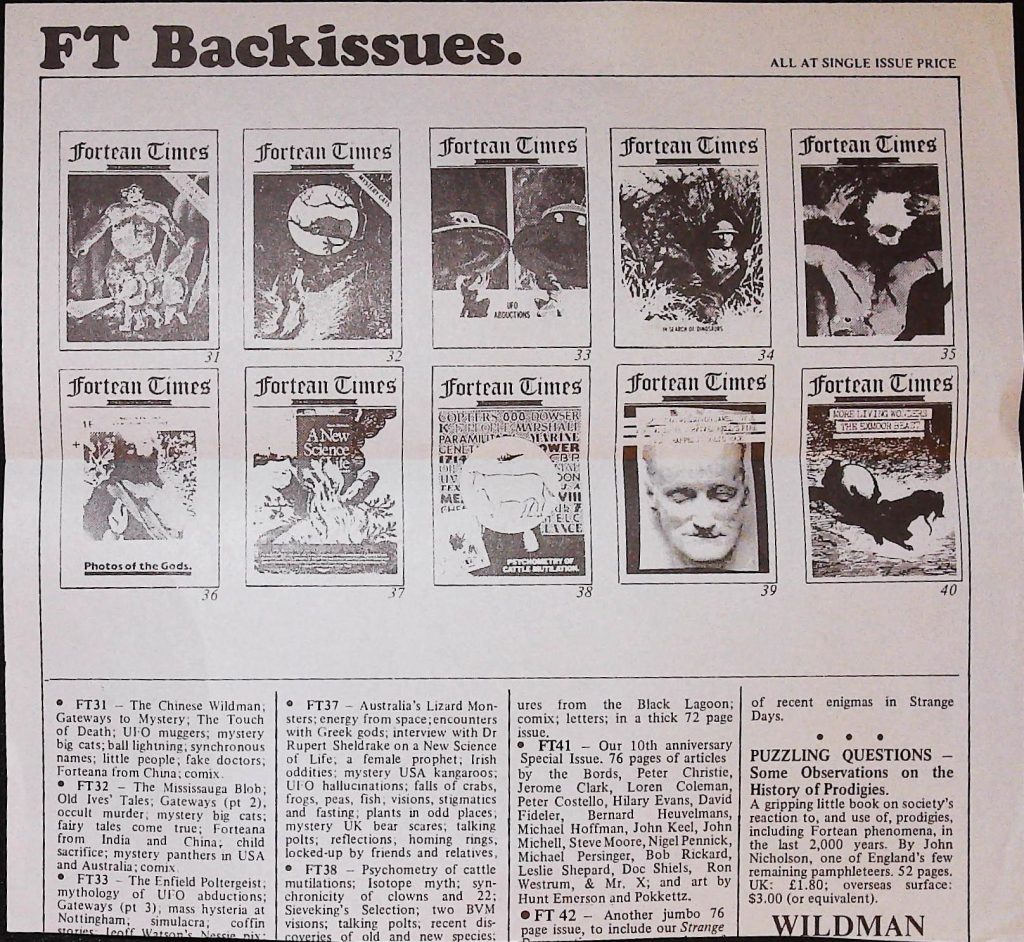 FT Backissues.
ALL AT SINGLE ISSUE PRICE
Fortean Times
Fortean Times
MYSTERY CATS
Fortean Times
Fortean Times
Fortean Times
UFO
ABDUCTIONS
IN SEARCH OF DINOSAURS
31
32
33
34
35
Fortean Times
Fortean Times
Fortean Times
Fortean Times
Fortean Times
A New
Science
of Life
DOWSER
MARSHALL
MARINE
1714
VIII
MORE LIVING WONDERS
THE EXMOOR BEAST
Photos of the Gods.
PSYCHOMETRY OF
CATTLE MUTILATION.
36
37
38
39
40
• FT31 – The Chinese Wildman;
Gateways to Mystery; The Touch
of Death; UFO muggers; mystery
big cats; ball lightning; synchronous
names; little people; fake doctors;
Forteana from China; comix.
• FT32 – The Mississauga Blob;
Old Ives' Tales; Gateways (pt 2),
occult murder; mystery big cats;
fairy tales come true; Forteana
from India and China; child
sacrifice; mystery panthers in USA
and Australia; comix.
• FT33 – The Enfield Poltergeist;
mythology of UFO abductions;
Gateways (pt 3); mass hysteria at
Nottingham; simulacra; coffin
stories; Geoff Watson's Nessie pix;
• FT37 – Australia's Lizard Mon-
sters; energy from space; encounters
with Greek gods; interview with Dr
Rupert Sheldrake on a New Science
of Life; a female prophet; Irish
oddities; mystery USA kangaroos;
UFO hallucinations; falls of crabs,
frogs, peas, fish; visions, stigmatics
and fasting; plants in odd places;
mystery UK bear scares; talking
polts; reflections; homing rings,
locked-up by friends and relatives,
• FT38 – Psychometry of cattle
mutilations; Isotope myth; syn-
chronicity of clowns and 22;
Sieveking's Selection; two BVM
visions; talking polts; recent dis-
coveries of old and new species;
ures from the Black Lagoon;
comix; letters; in a thick 72 page
issue.
• FT41 – Our 10th anniversary
Special Issue. 76 pages of articles
by the Bords, Peter Christie,
Jerome Clark, Loren Coleman,
Peter Costello, Hilary Evans, David
Fideler, Bernard Heuvelmans,
Michael Hoffman, John Keel, John
Michell, Steve Moore, Nigel Pennick,
Michael Persinger, Bob Rickard,
Leslie Shepard, Doc Shiels, Ron
Westrum, & Mr. X; and art by
Hunt Emerson and Pokkettz.
• FT 42 – Another jumbo 76
page issue, to include our Strange
of recent enigmas in Strange
Days.
• • •
PUZZLING QUESTIONS –
Some Observations on the
History of Prodigies.
A gripping little book on society's
reaction to, and use of, prodigies,
including Fortean phenomena, in
the last 2,000 years. By John
Nicholson, one of England's few
remaining pamphleteers. 52 pages.
UK: £1.80; overseas surface:
$3.00 (or equivalent).
WILDMAN